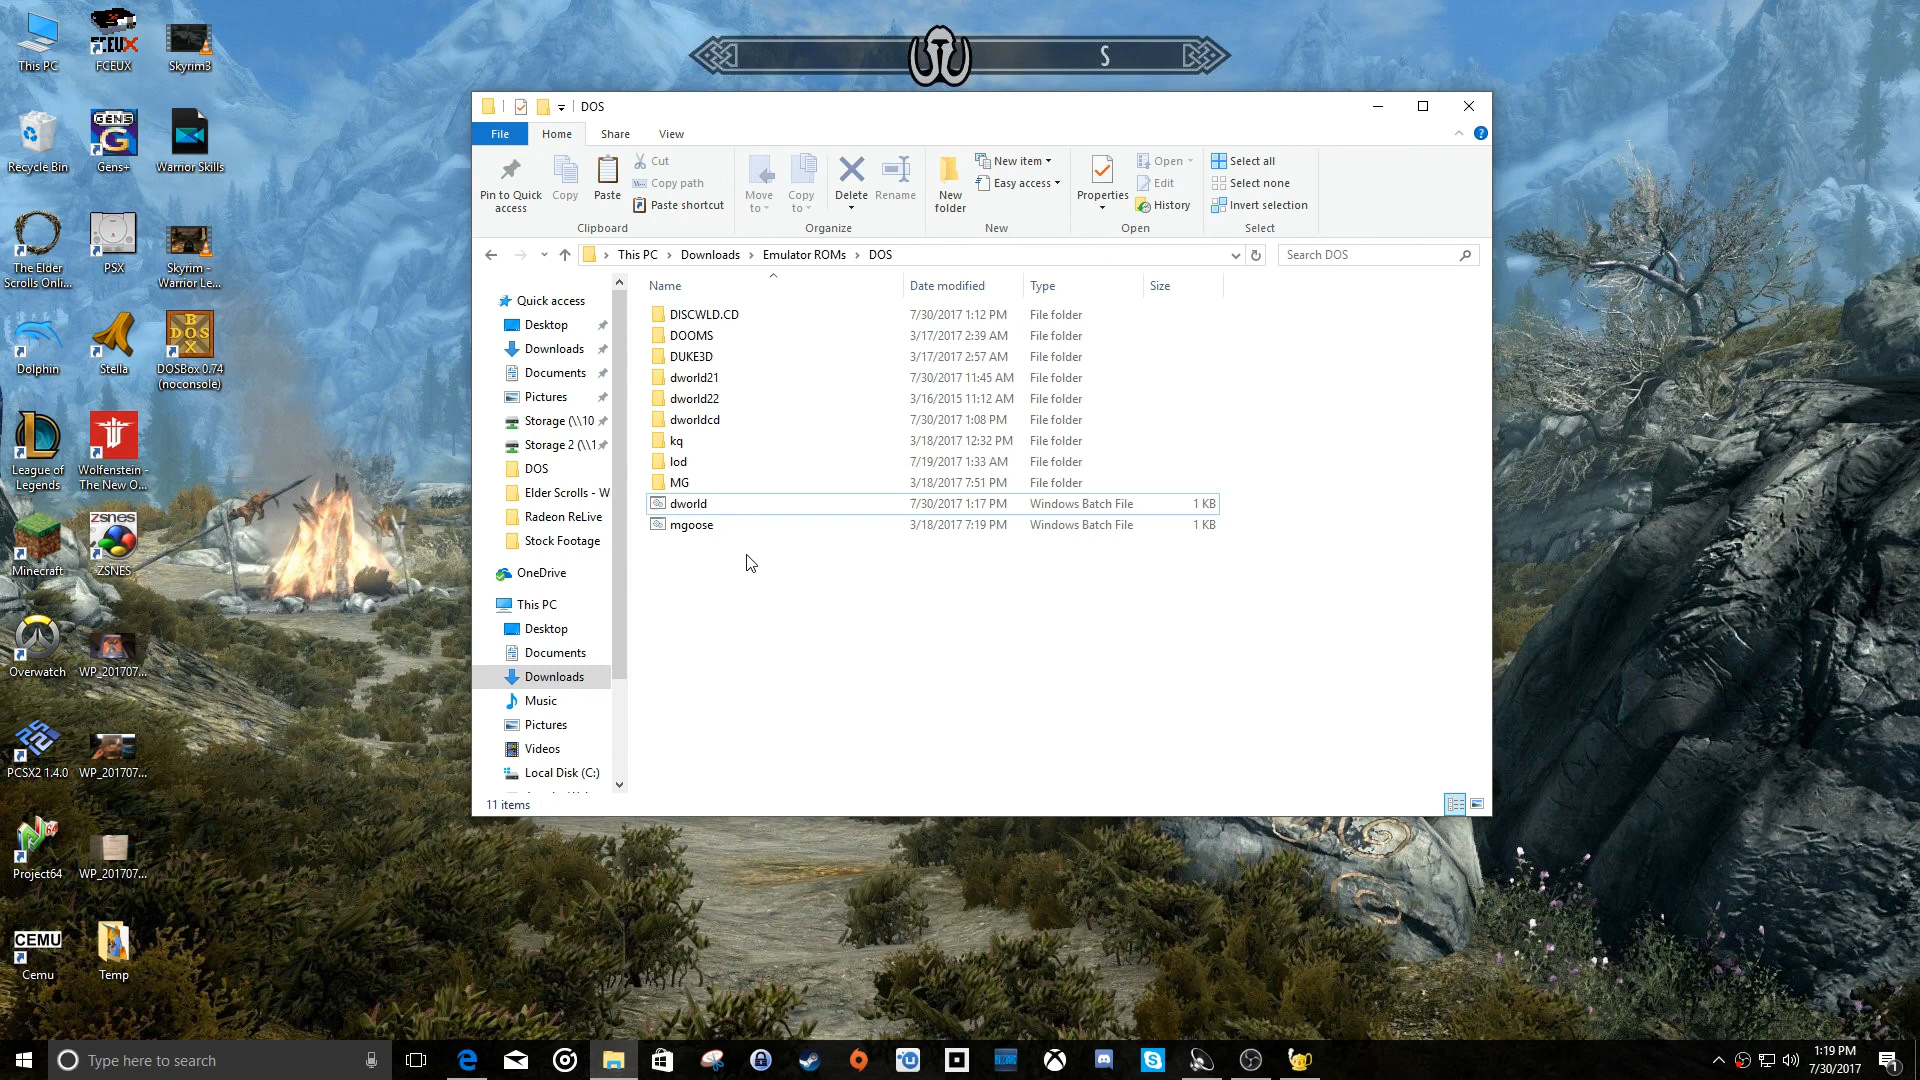 This PC
FCEUX
FCEUX
Skyrim3
Recycle Bin
GENS
Gens+
Warrior Skills
The Elder
Scrolls Onli...
PSX
Skyrim -
Warrior Le...
Dolphin
Stella
DOSBox 0.74
(noconsole)
League of
Legends
Wolfenstein -
The New O...
Minecraft
zsnes
ZSNES
Overwatch
WP_201707...
PCSX2 1.4.0
WP_201707...
Project64
WP_201707...
CEMU
Cemu
Temp
S
DOS
File
Home
Share
View
Pin to Quick
access
Copy
Paste
Cut
Copy path
Paste shortcut
Clipboard
Move
to
Copy
to
Delete
Rename
Organize
New
folder
New item
Easy access
New
Properties
Open
Edit
History
Open
Select all
Select none
Invert selection
Select
This PC
Downloads
Emulator ROMs
DOS
Search DOS
Quick access
Desktop
Downloads
Documents
Pictures
Storage (\\10
Storage 2 (\\1
DOS
Elder Scrolls - W
Radeon ReLive
Stock Footage
OneDrive
This PC
Desktop
Documents
Downloads
Music
Pictures
Videos
Local Disk (C:)
Name Date modified Type Size
DISCWLD.CD 7/30/2017 1:12 PM File folder
DOOMS 3/17/2017 2:39 AM File folder
DUKE3D 3/17/2017 2:57 AM File folder
dworld21 7/30/2017 11:45 AM File folder
dworld22 3/16/2015 11:12 AM File folder
dworldcd 7/30/2017 1:08 PM File folder
kq 3/18/2017 12:32 PM File folder
lod 7/19/2017 1:33 AM File folder
MG 3/18/2017 7:51 PM File folder
dworld 7/30/2017 1:17 PM Windows Batch File 1 KB
mgoose 3/18/2017 7:19 PM Windows Batch File 1 KB
11 items
Type here to search
1:19 PM
7/30/2017
1